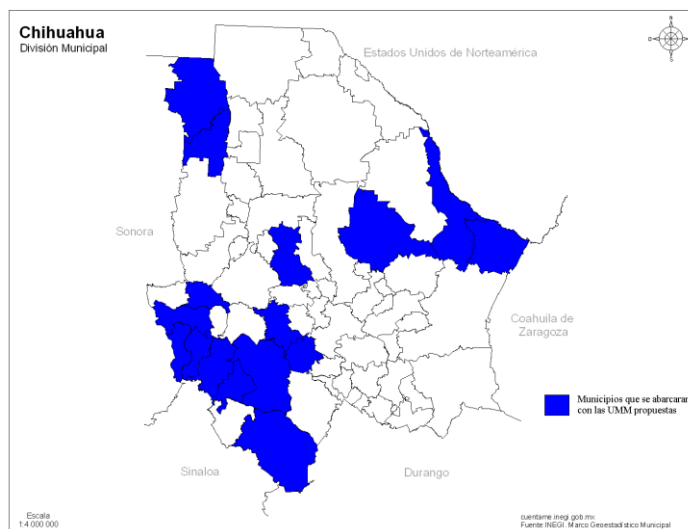 Chihuahua
División Municipal
Estados Unidos de Norteamérica
N
O
E
S
Sonora
Coahuila de
Zaragoza
Municipios que se abarcaran
con las UMM propuestas
Sinaloa
Durango
Escala
1:4 000 000
cuentame.inegi.gob.mx
Fuente INEGI. Marco Geoestadístico Municipal